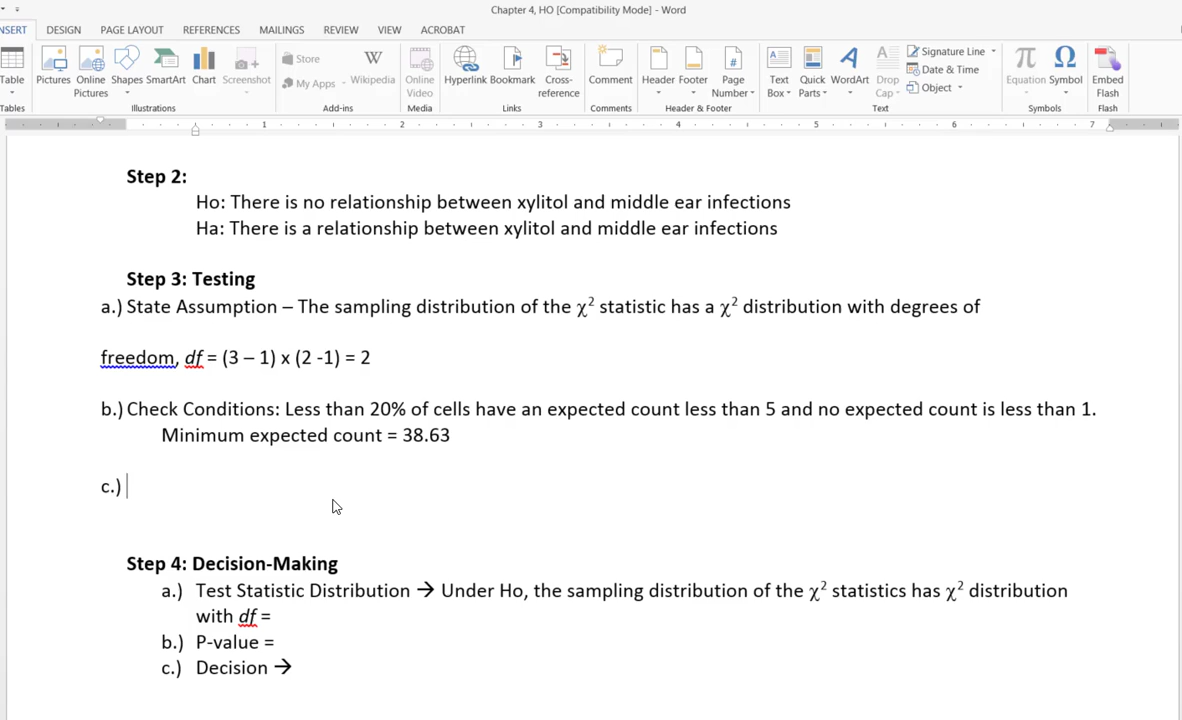 Chapter 4, HO [Compatibility Mode] - Word
NSERT DESIGN PAGE LAYOUT REFERENCES MAILINGS REVIEW VIEW ACROBAT
Table Pictures Online Pictures Shapes SmartArt Chart Screenshot Store My Apps Wikipedia Online Video Hyperlink Bookmark Cross-reference Comment Header Footer Page Number Text Box Quick Parts WordArt Drop Cap Signature Line Date & Time Object Equation Symbol Embed Flash
Tables Illustrations Add-ins Media Links Comments Header & Footer Text Symbols Flash
1 2 3 4 5 6 7
Step 2:
Ho: There is no relationship between xylitol and middle ear infections
Ha: There is a relationship between xylitol and middle ear infections
Step 3: Testing
a.) State Assumption – The sampling distribution of the χ² statistic has a χ² distribution with degrees of
freedom, df = (3 – 1) x (2 -1) = 2
b.) Check Conditions: Less than 20% of cells have an expected count less than 5 and no expected count is less than 1.
Minimum expected count = 38.63
c.)
Step 4: Decision-Making
a.) Test Statistic Distribution → Under Ho, the sampling distribution of the χ² statistics has χ² distribution
with df =
b.) P-value =
c.) Decision →